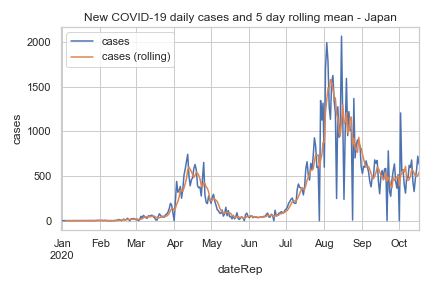 New COVID-19 daily cases and 5 day rolling mean - Japan
cases
cases (rolling)
cases
2000
1500
1000
500
0
Jan Feb Mar Apr May Jun Jul Aug Sep Oct
2020
dateRep